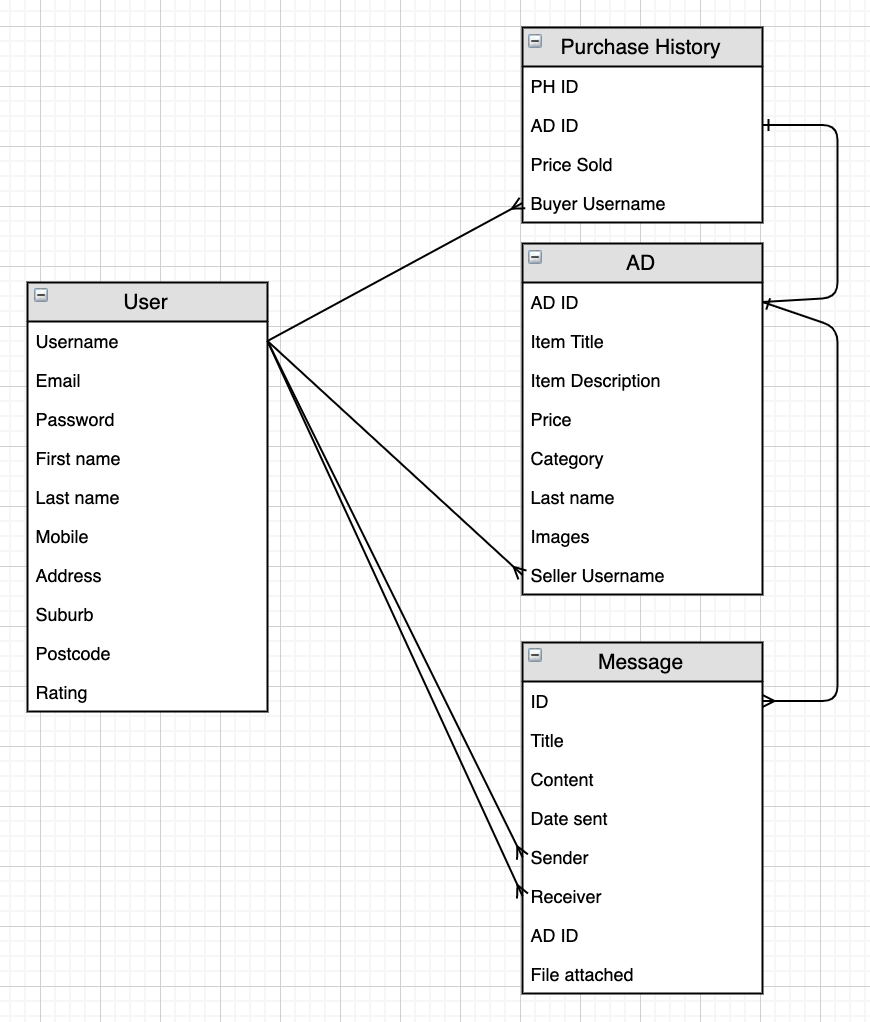 Purchase History
PH ID
AD ID
Price Sold
Buyer Username
AD
AD ID
Item Title
Item Description
Price
Category
Last name
Images
Seller Username
User
Username
Email
Password
First name
Last name
Mobile
Address
Suburb
Postcode
Rating
Message
ID
Title
Content
Date sent
Sender
Receiver
AD ID
File attached